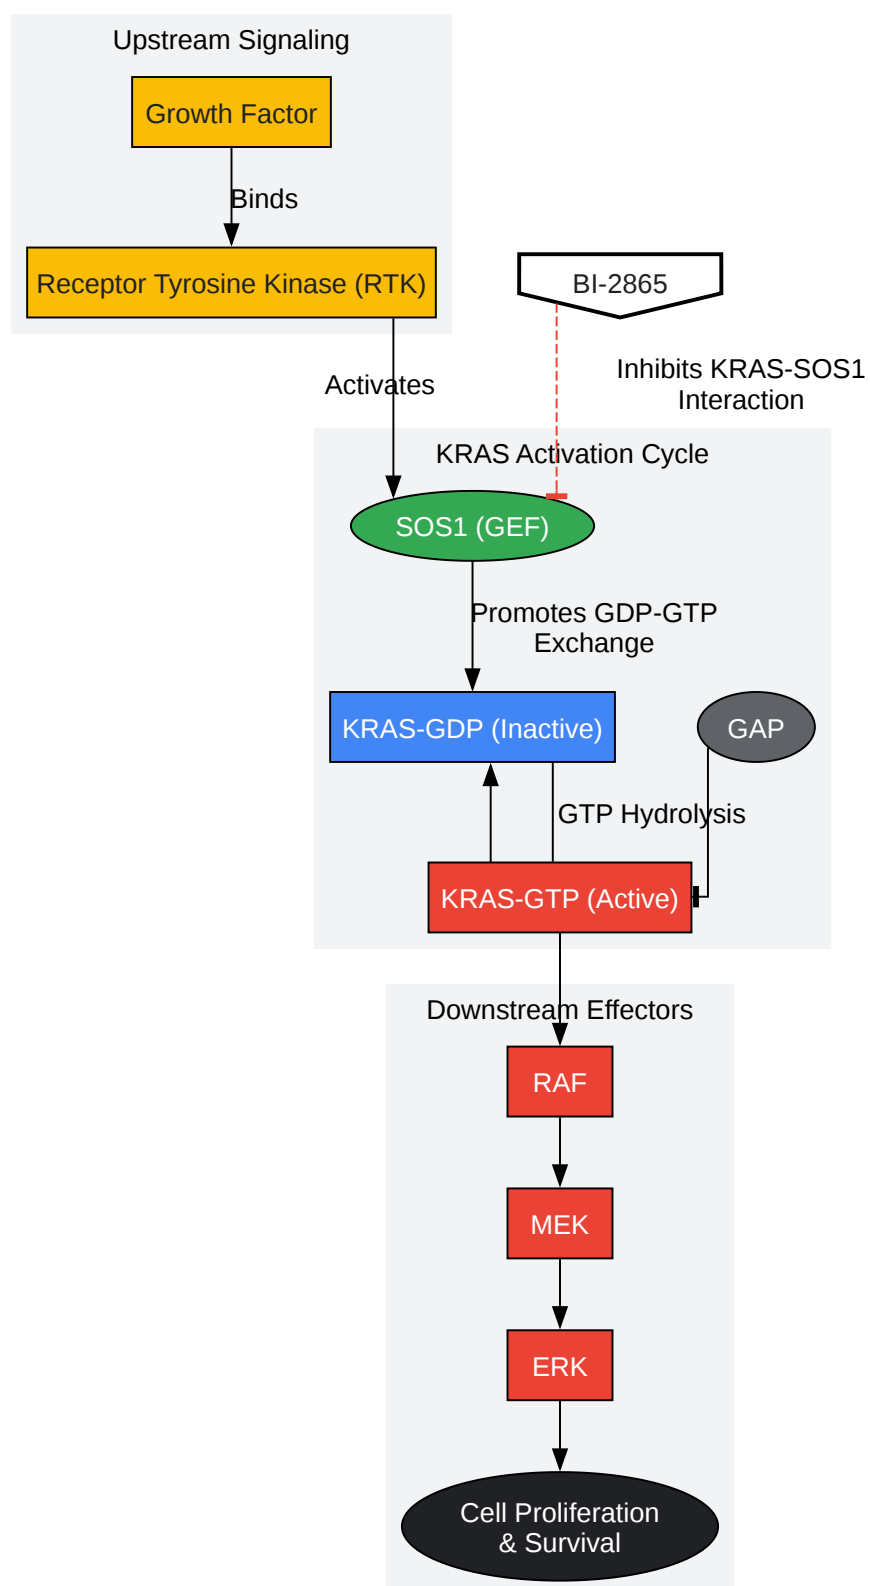 Upstream Signaling
Growth Factor
Binds
Receptor Tyrosine Kinase (RTK)
BI-2865
Activates
Inhibits KRAS-SOS1
Interaction
KRAS Activation Cycle
SOS1 (GEF)
Promotes GDP-GTP
Exchange
KRAS-GDP (Inactive)
GAP
GTP Hydrolysis
KRAS-GTP (Active)
Downstream Effectors
RAF
MEK
ERK
Cell Proliferation
& Survival